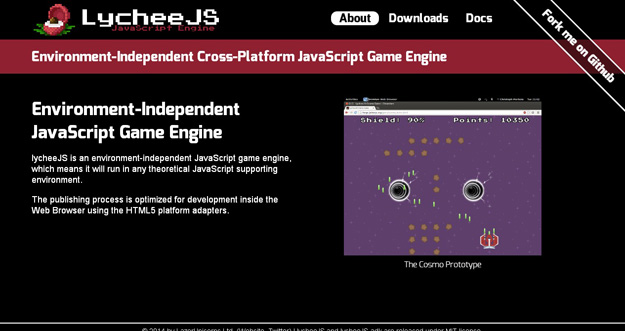 LycheeJS
JavaScript Engine
About
Downloads
Docs
Fork me on Github
Environment-Independent Cross-Platform JavaScript Game Engine
Environment-Independent
JavaScript Game Engine
lycheeJS is an environment-independent JavaScript game engine,
which means it will run in any theoretical JavaScript supporting
environment.
The publishing process is optimized for development inside the
Web Browser using the HTML5 platform adapters.
Shield: 90%
Points: 10350
The Cosmo Prototype